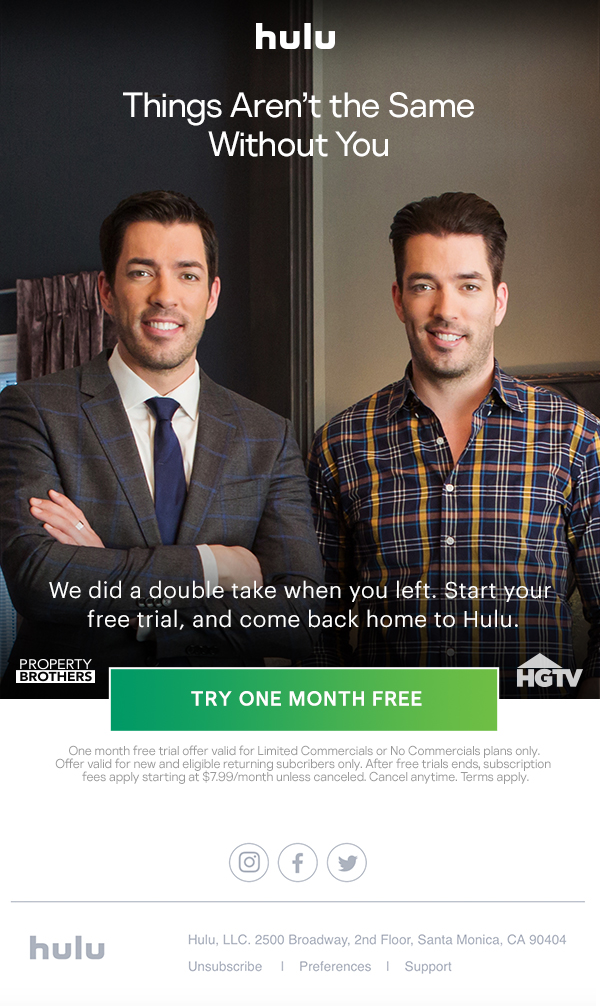 hulu
Things Aren't the Same
Without You
We did a double take when you left. Start your
free trial, and come back home to Hulu.
PROPERTY
BROTHERS
HGTV
TRY ONE MONTH FREE
One month free trial offer valid for Limited Commercials or No Commercials plans only.
Offer valid for new and eligible returning subcribers only. After free trials ends, subscription
fees apply starting at $7.99/month unless canceled. Cancel anytime. Terms apply.
hulu
Hulu, LLC. 2500 Broadway, 2nd Floor, Santa Monica, CA 90404
Unsubscribe | Preferences | Support